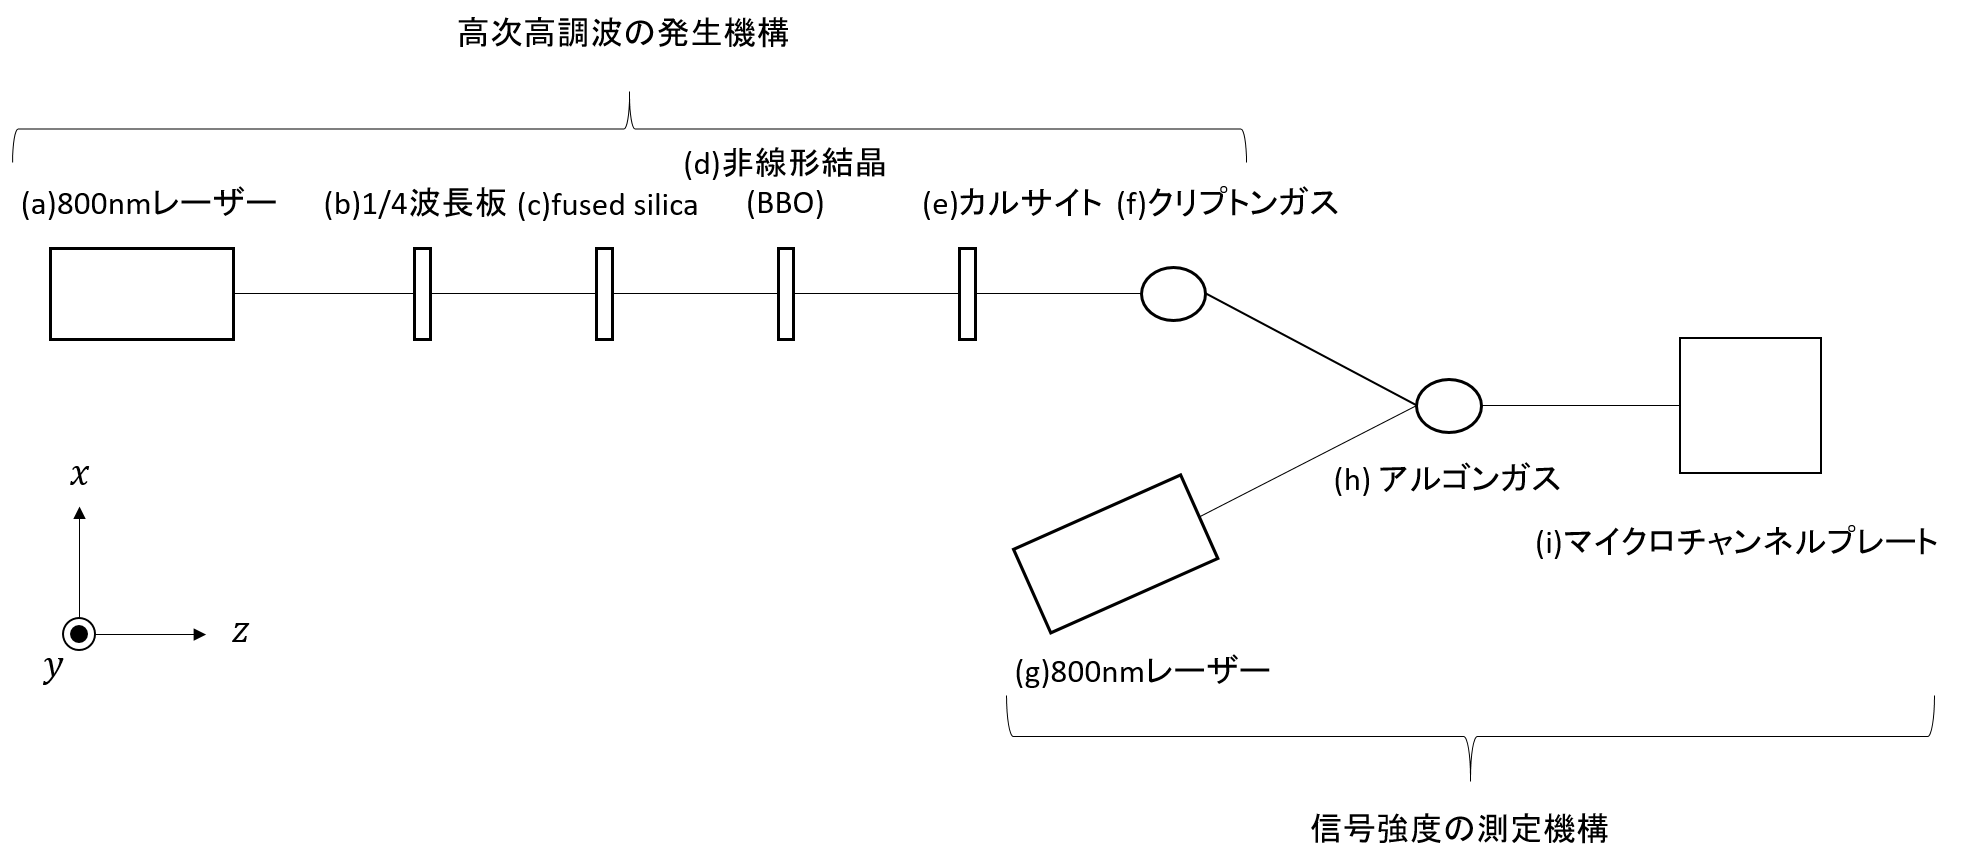 高次高調波の発生機構
(d)非線形結晶
(BBO)
(a)800nmレーザー
(b)1/4波長板
(c)fused silica
(e)カルサイト
(f)クリプトンガス
x
z
y
(h) アルゴンガス
(i)マイクロチャンネルプレート
(g)800nmレーザー
信号強度の測定機構